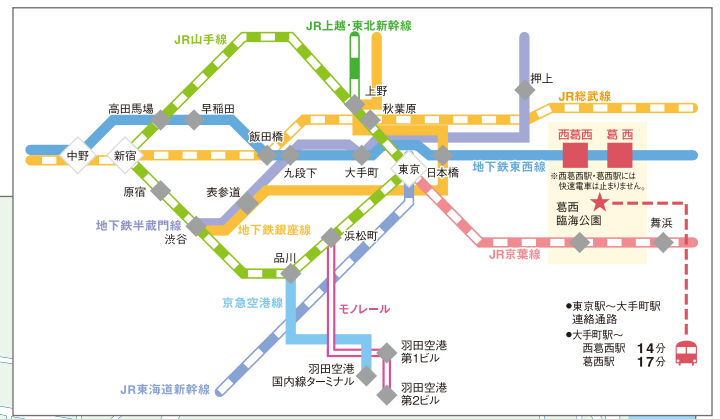 JR上越・東北新幹線
JR山手線
押上
上野
JR総武線
高田馬場
早稲田
秋葉原
飯田橋
西葛西
葛西
中野
新宿
九段下
大手町
東京
日本橋
地下鉄東西線
※西葛西駅・葛西駅には
快速電車は止まりません。
原宿
表参道
葛西
臨海公園
地下鉄半蔵門線
渋谷
地下鉄銀座線
浜松町
舞浜
JR京葉線
品川
京急空港線
モノレール
●東京駅～大手町駅
連絡通路
●大手町駅～
西葛西駅 14分
葛西駅 17分
羽田空港
第1ビル
羽田空港
国内線ターミナル
JR東海道新幹線
羽田空港
第2ビル